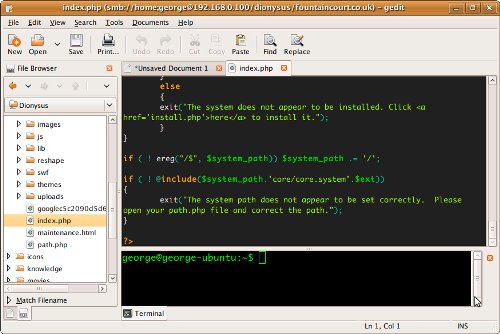 index.php (smb://home;george@192.168.0.100/dionysus/fountaincourt.co.uk) – gedit
File Edit View Search Tools Documents Help
New Open Save Print... Undo Redo Cut Copy Paste Find Replace
File Browser
*Unsaved Document 1
index.php
Dionysus
images
js
lib
reshape
swf
themes
uploads
googlec5c2090d5d6
index.php
maintenance.html
path.php
icons
knowledge
movies
Match Filename
}
else
{
exit("The system does not appear to be installed. Click <a
href='install.php'>here</a> to install it.");
}
}
if ( ! ereg("/$", $system_path)) $system_path .= '/';
if ( ! @include($system_path.'core/core.system'.$ext))
{
exit("The system path does not appear to be set correctly.  Please
open your path.php file and correct the path.");
}
?>
george@george-ubuntu:~$
Terminal
Ln 1, Col 1 INS